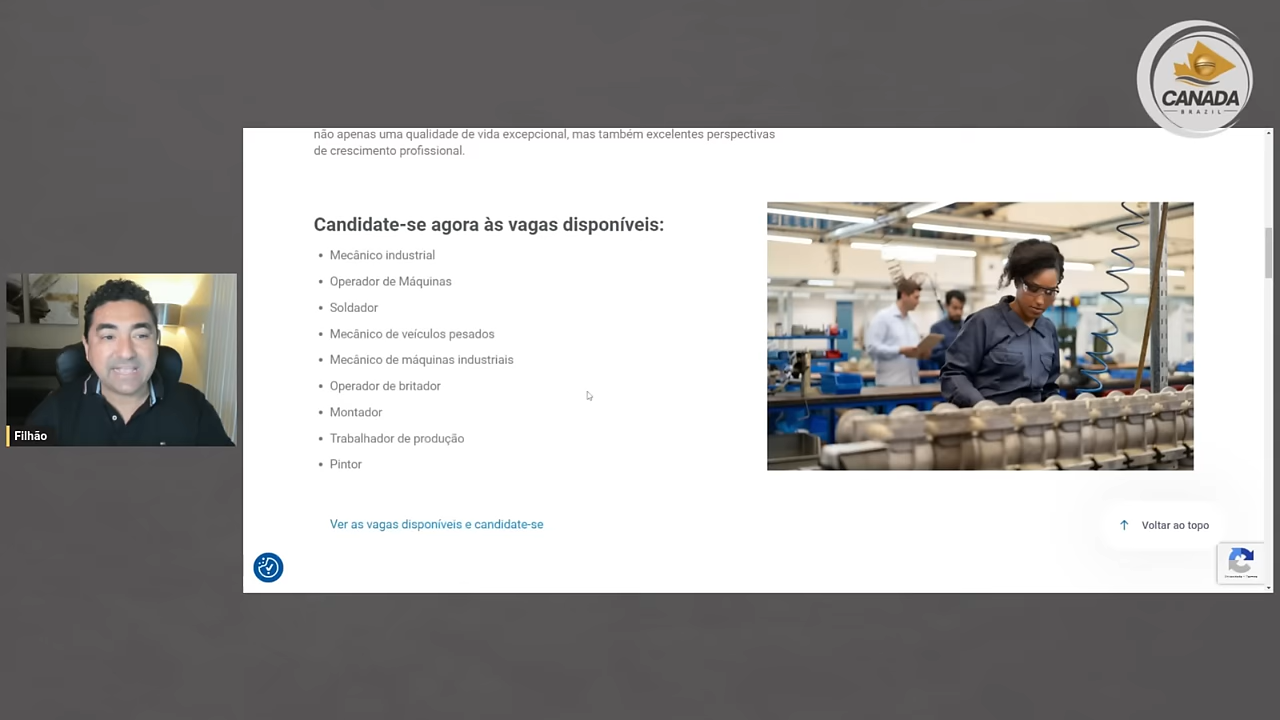 CANADA
BRAZIL
não apenas uma qualidade de vida excepcional, mas também excelentes perspectivas
de crescimento profissional.
Candidate-se agora às vagas disponíveis:
• Mecânico industrial
• Operador de Máquinas
• Soldador
• Mecânico de veículos pesados
• Mecânico de máquinas industriais
• Operador de britador
• Montador
• Trabalhador de produção
• Pintor
Filhão
Ver as vagas disponíveis e candidate-se
Voltar ao topo